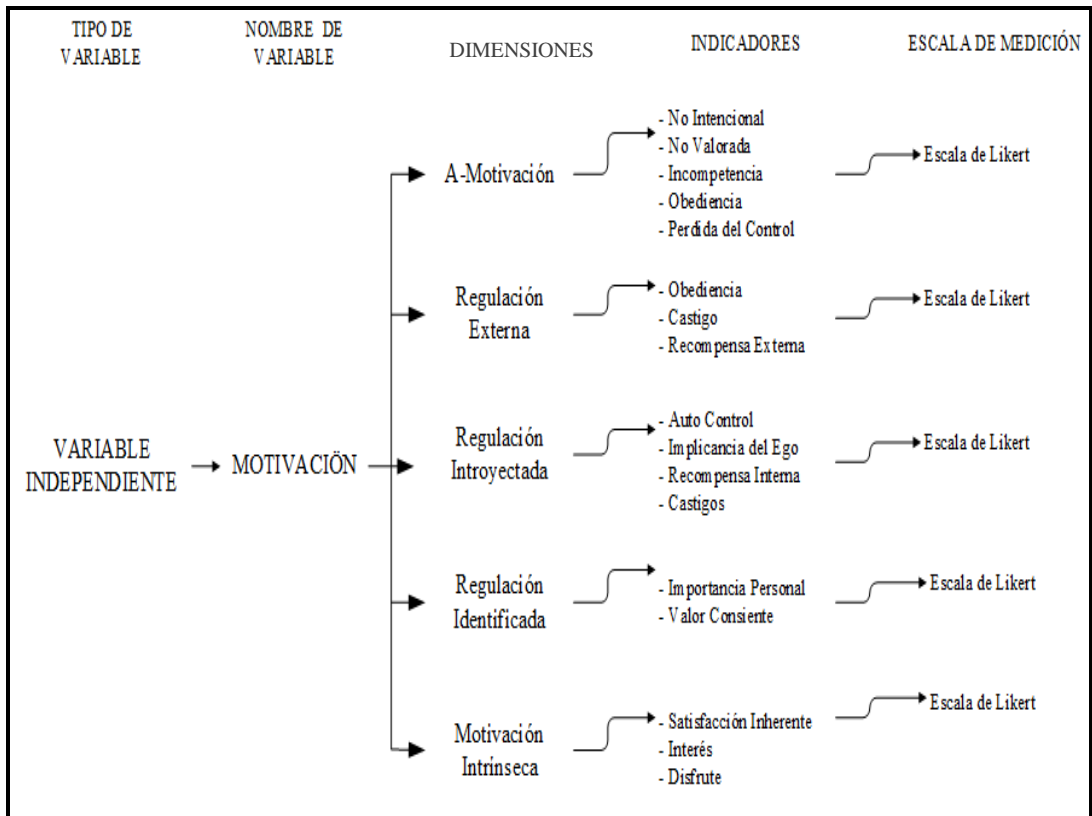 TIPO DE
VARIABLE
NOMBRE DE
VARIABLE
DIMENSIONES
INDICADORES
ESCALA DE MEDICIÓN
VARIABLE
INDEPENDIENTE
MOTIVACIÖN
A-Motivación
- No Intencional
- No Valorada
- Incompetencia
- Obediencia
- Perdida del Control
Escala de Likert
Regulación
Externa
- Obediencia
- Castigo
- Recompensa Externa
Escala de Likert
Regulación
Introyectada
- Auto Control
- Implicancia del Ego
- Recompensa Interna
- Castigos
Escala de Likert
Regulación
Identificada
- Importancia Personal
- Valor Consiente
Escala de Likert
Motivación
Intrínseca
- Satisfacción Inherente
- Interés
- Disfrute
Escala de Likert